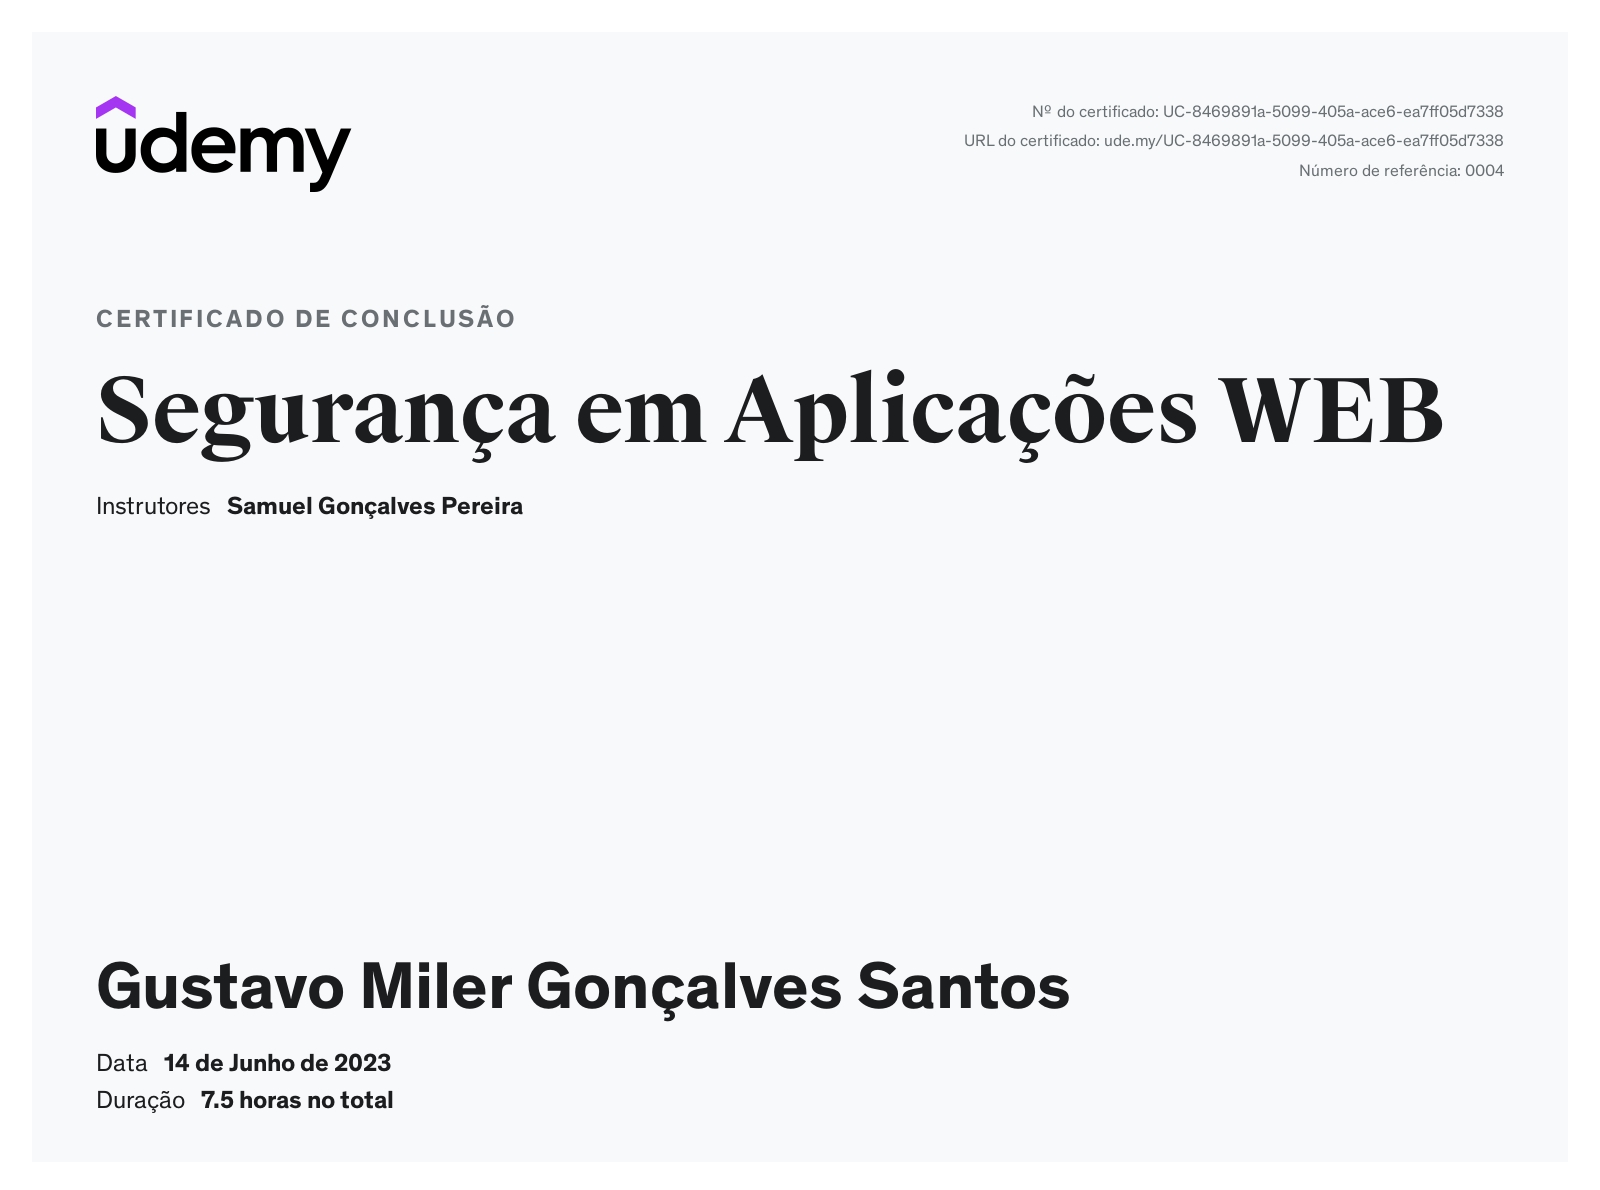 udemy
Nº do certificado: UC-8469891a-5099-405a-ace6-ea7ff05d7338
URL do certificado: ude.my/UC-8469891a-5099-405a-ace6-ea7ff05d7338
Número de referência: 0004
CERTIFICADO DE CONCLUSÃO
Segurança em Aplicações WEB
Instrutores Samuel Gonçalves Pereira
Gustavo Miler Gonçalves Santos
Data 14 de Junho de 2023
Duração 7.5 horas no total